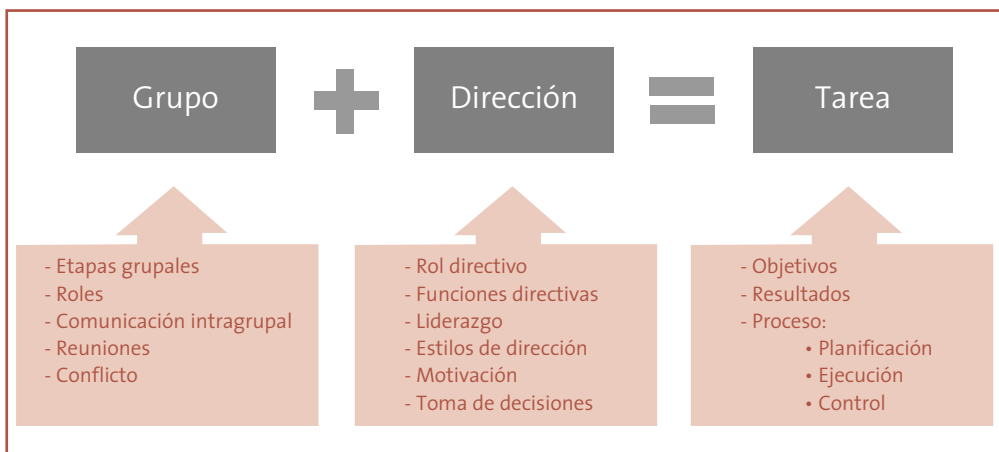 Grupo
Dirección
Tarea
- Etapas grupales
- Roles
- Comunicación intragrupal
- Reuniones
- Conflicto
- Rol directivo
- Funciones directivas
- Liderazgo
- Estilos de dirección
- Motivación
- Toma de decisiones
- Objetivos
- Resultados
- Proceso:
• Planificación
• Ejecución
• Control